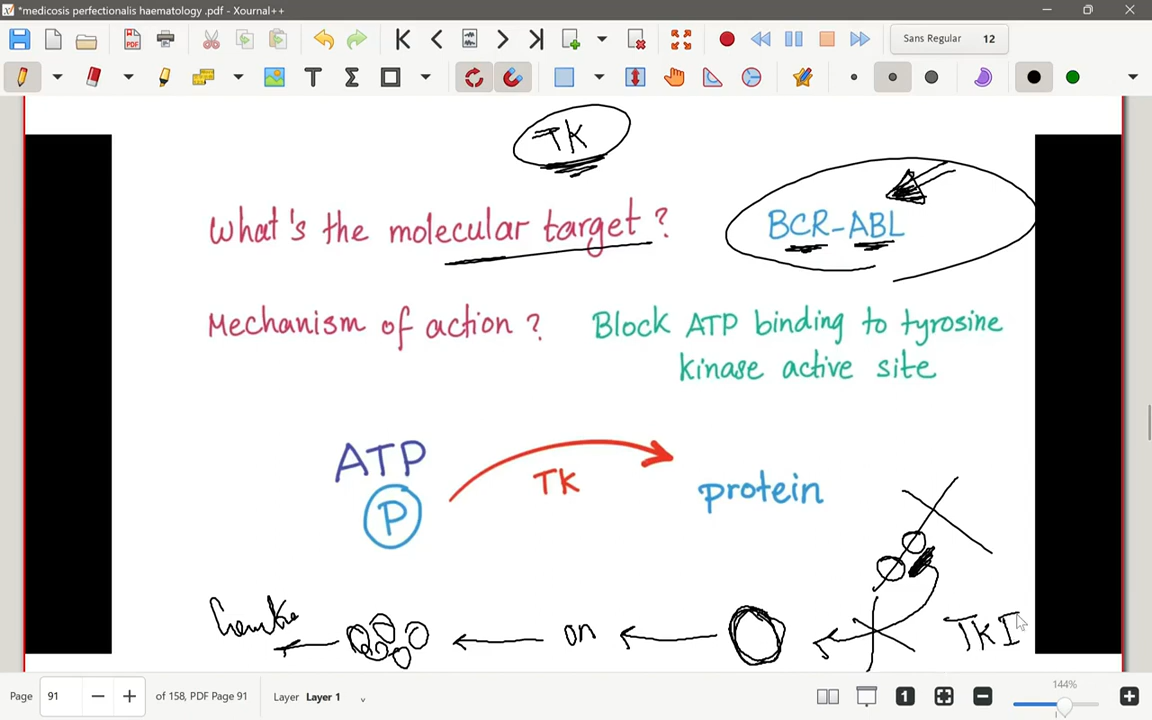 *medicosis perfectionalis haematology .pdf - Xournal++
Sans Regular 12
TK
What's the molecular target? BCR-ABL
Mechanism of action? Block ATP binding to tyrosine
kinase active site
ATP
P
TK
protein
on
TKI
Page 91 of 158, PDF Page 91 Layer Layer 1 144%